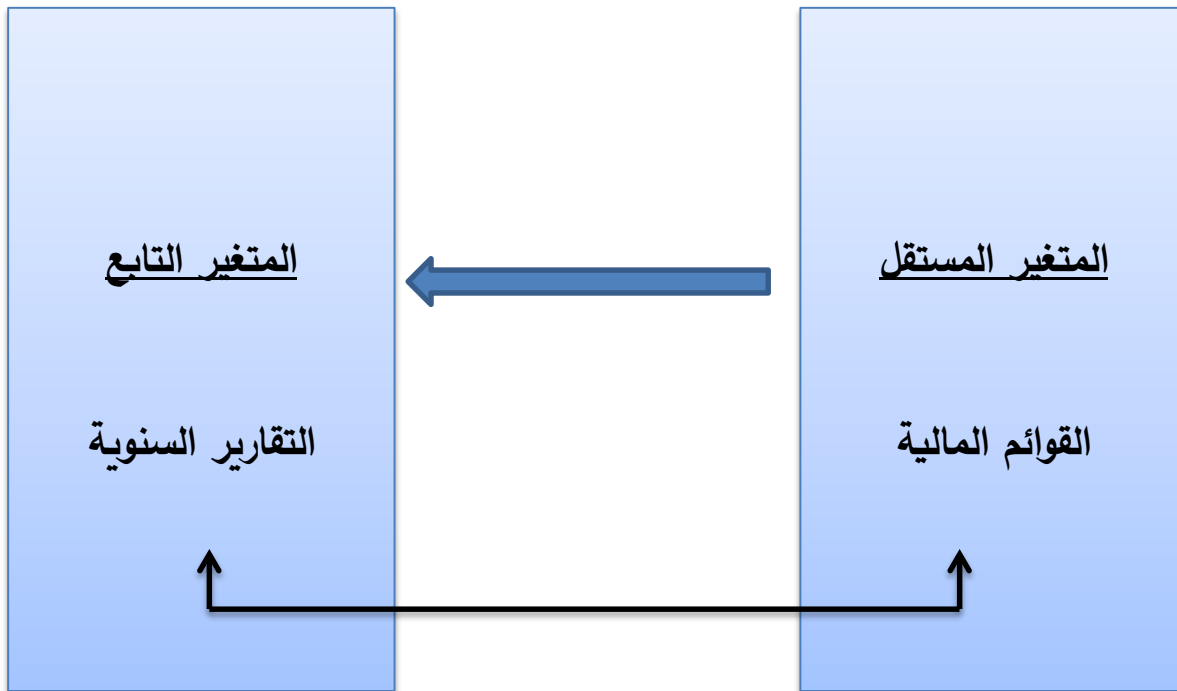 المتغير المستقل
القوائم المالية
المتغير التابع
التقارير السنوية